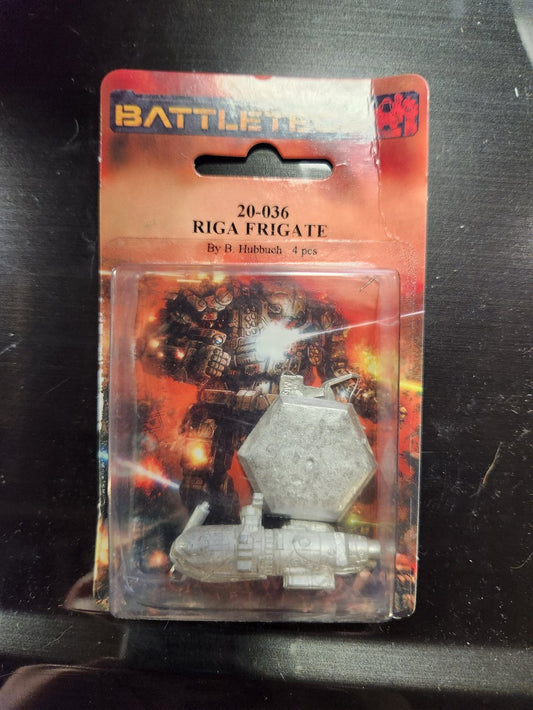 BATTLETE
20-036
RIGA FRIGATE
By B. Hubbuch 4 pcs